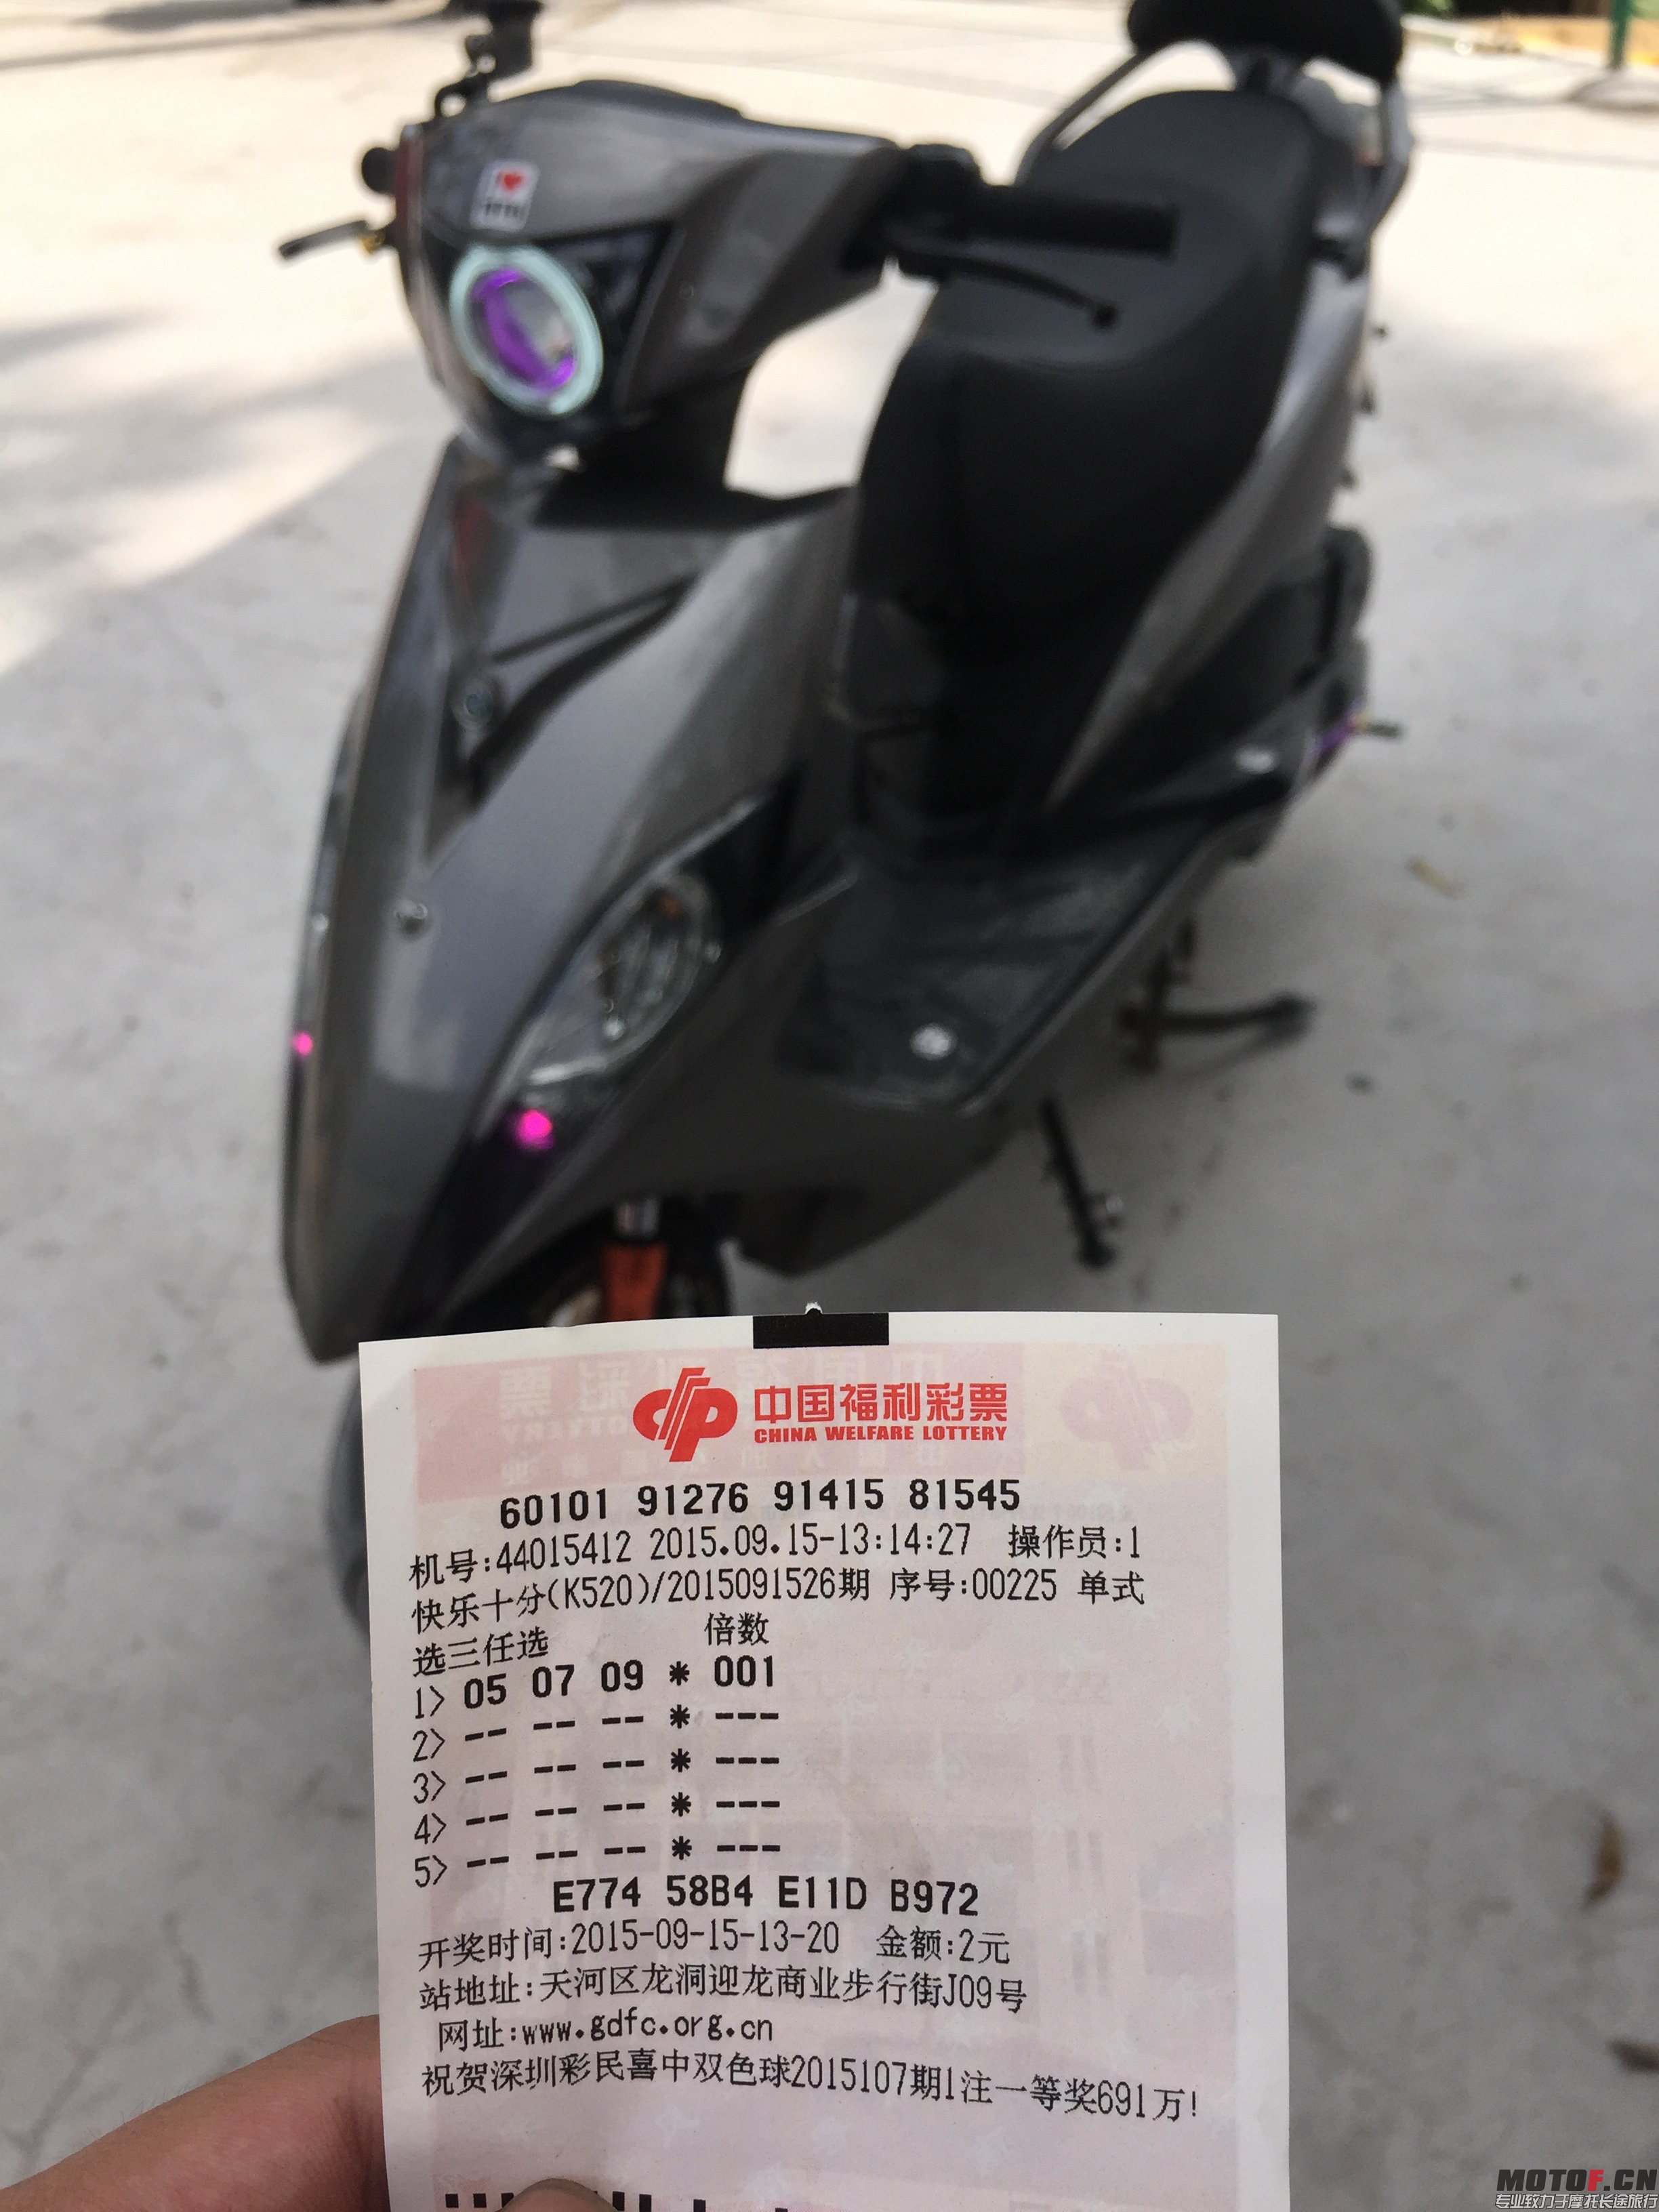 中国福利彩票
CHINA WELFARE LOTTERY
60101 91276 91415 81545
机号:44015412 2015.09.15-13:14:27 操作员:1
快乐十分(K520)/2015091526期 序号:00225 单式
选三任选 倍数
1> 05 07 09 * 001
2> -- -- -- * ---
3> -- -- -- * ---
4> -- -- -- * ---
5> -- -- -- * ---
E774 58B4 E11D B972
开奖时间:2015-09-15-13-20 金额:2元
站地址:天河区龙洞迎龙商业步行街J09号
网址:www.gdfc.org.cn
祝贺深圳彩民喜中双色球2015107期1注一等奖691万!
MOTOF.CN
专业致力于摩托长途旅行